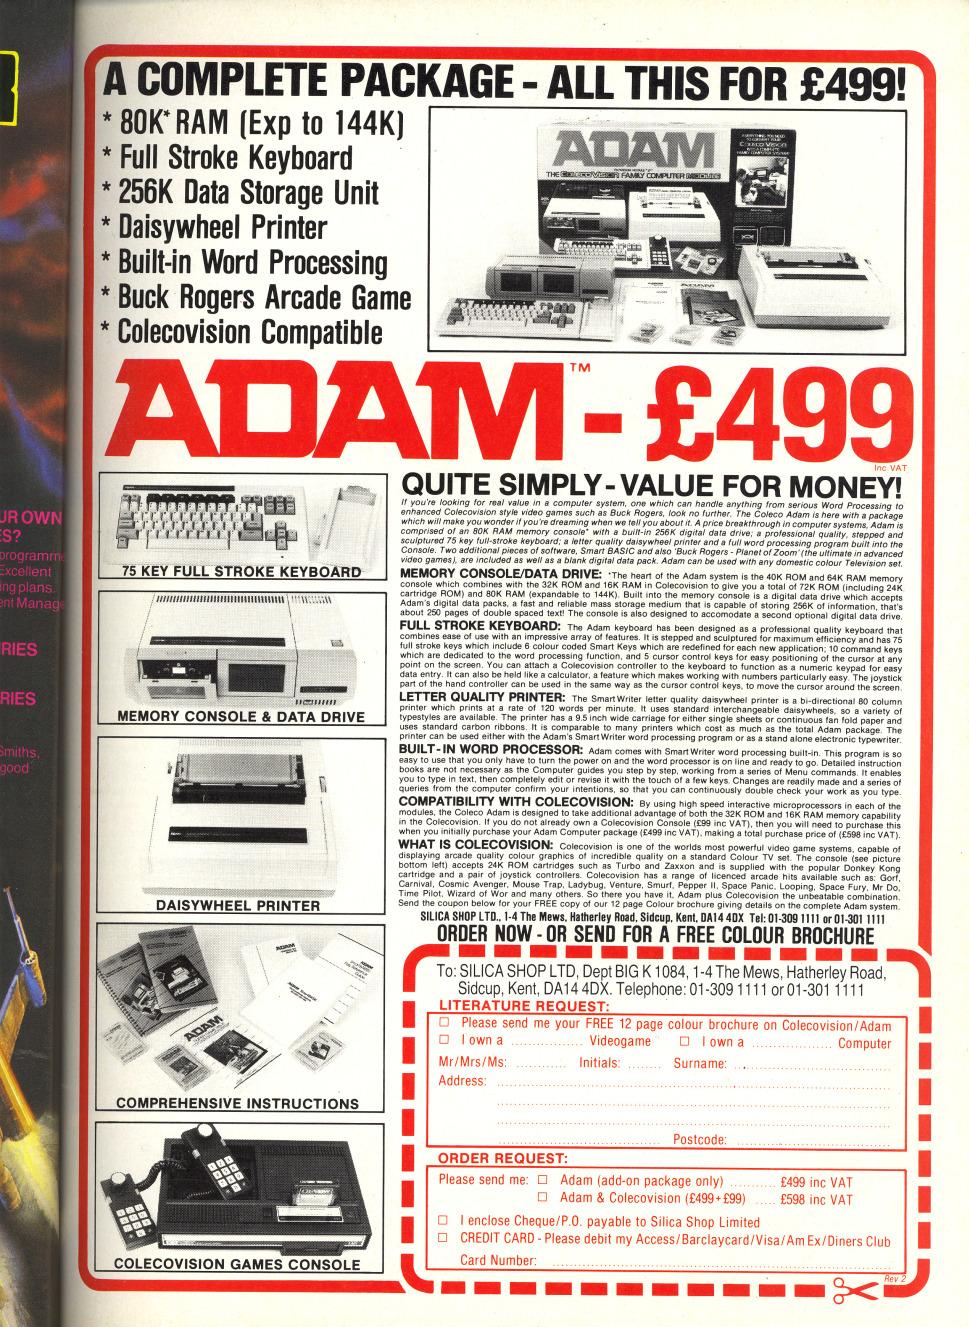 A COMPLETE PACKAGE - ALL THIS FOR £499!
* 80K* RAM (Exp to 144K)
* Full Stroke Keyboard
* 256K Data Storage Unit
* Daisywheel Printer
* Built-in Word Processing
* Buck Rogers Arcade Game
* Colecovision Compatible
ADAM
THE COLECOVISION FAMILY COMPUTER MODULE
ADAM™ - £499
Inc VAT
75 KEY FULL STROKE KEYBOARD
MEMORY CONSOLE & DATA DRIVE
DAISYWHEEL PRINTER
COMPREHENSIVE INSTRUCTIONS
COLECOVISION GAMES CONSOLE
QUITE SIMPLY - VALUE FOR MONEY!
If you're looking for real value in a computer system, one which can handle anything from serious Word Processing to
enhanced Colecovision style video games such as Buck Rogers, look no further. The Coleco Adam is here with a package
which will make you wonder if you're dreaming when we tell you about it. A price breakthrough in computer systems, Adam is
comprised of an 80K RAM memory console* with a built-in 256K digital data drive; a professional quality, stepped and
sculptured 75 key full-stroke keyboard; a letter quality daisywheel printer and a full word processing program built into the
Console. Two additional pieces of software, Smart BASIC and also 'Buck Rogers - Planet of Zoom' (the ultimate in advanced
video games), are included as well as a blank digital data pack. Adam can be used with any domestic colour Television set.
MEMORY CONSOLE/DATA DRIVE: *The heart of the Adam system is the 40K ROM and 64K RAM memory
console which combines with the 32K ROM and 16K RAM in Colecovision to give you a total of 72K ROM (including 24K
cartridge ROM) and 80K RAM (expandable to 144K). Built into the memory console is a digital data drive which accepts
Adam's digital data packs, a fast and reliable mass storage medium that is capable of storing 256K of information, that's
about 250 pages of double spaced text! The console is also designed to accomodate a second optional digital data drive.
FULL STROKE KEYBOARD: The Adam keyboard has been designed as a professional quality keyboard that
combines ease of use with an impressive array of features. It is stepped and sculptured for maximum efficiency and has 75
full stroke keys which include 6 colour coded Smart Keys which are redefined for each new application; 10 command keys
which are dedicated to the word processing function, and 5 cursor control keys for easy positioning of the cursor at any
point on the screen. You can attach a Colecovision controller to the keyboard to function as a numeric keypad for easy
data entry. It can also be held like a calculator, a feature which makes working with numbers particularly easy. The joystick
part of the hand controller can be used in the same way as the cursor control keys, to move the cursor around the screen.
LETTER QUALITY PRINTER: The SmartWriter letter quality daisywheel printer is a bi-directional 80 column
printer which prints at a rate of 120 words per minute. It uses standard interchangeable daisywheels, so a variety of
typestyles are available. The printer has a 9.5 inch wide carriage for either single sheets or continuous fan fold paper and
uses standard carbon ribbons. It is comparable to many printers which cost as much as the total Adam package. The
printer can be used either with the Adam's SmartWriter word processing program or as a stand alone electronic typewriter.
BUILT-IN WORD PROCESSOR: Adam comes with SmartWriter word processing built-in. This program is so
easy to use that you only have to turn the power on and the word processor is on line and ready to go. Detailed instruction
books are not necessary as the Computer guides you step by step, working from a series of Menu commands. It enables
you to type in text, then completely edit or revise it with the touch of a few keys. Changes are readily made and a series of
queries from the computer confirm your intentions, so that you can continuously double check your work as you type.
COMPATIBILITY WITH COLECOVISION: By using high speed interactive microprocessors in each of the
modules, the Coleco Adam is designed to take additional advantage of both the 32K ROM and 16K RAM memory capability
in the Colecovision. If you do not already own a Colecovision Console (£99 inc VAT), then you will need to purchase this
when you initially purchase your Adam Computer package (£499 inc VAT), making a total purchase price of (£598 inc VAT).
WHAT IS COLECOVISION: Colecovision is one of the worlds most powerful video game systems, capable of
displaying arcade quality colour graphics of incredible quality on a standard Colour TV set. The console (see picture
bottom left) accepts 24K ROM cartridges such as Turbo and Zaxxon and is supplied with the popular Donkey Kong
cartridge and a pair of joystick controllers. Colecovision has a range of licenced arcade hits available such as: Gorf,
Carnival, Cosmic Avenger, Mouse Trap, Ladybug, Venture, Smurf, Pepper II, Space Panic, Looping, Space Fury, Mr Do,
Time Pilot, Wizard of Wor and many others. So there you have it, Adam plus Colecovision the unbeatable combination.
Send the coupon below for your FREE copy of our 12 page Colour brochure giving details on the complete Adam system.
SILICA SHOP LTD., 1-4 The Mews, Hatherley Road, Sidcup, Kent, DA14 4DX Tel: 01-309 1111 or 01-301 1111
ORDER NOW - OR SEND FOR A FREE COLOUR BROCHURE
To: SILICA SHOP LTD, Dept BIG K 1084, 1-4 The Mews, Hatherley Road,
Sidcup, Kent, DA14 4DX. Telephone: 01-309 1111 or 01-301 1111
LITERATURE REQUEST:
Please send me your FREE 12 page colour brochure on Colecovision/Adam
I own a ................. Videogame I own a ................... Computer
Mr/Mrs/Ms: ............ Initials: ........ Surname: ................
Address: ................
Postcode: ................
ORDER REQUEST:
Please send me: Adam (add-on package only) ........... £499 inc VAT
Adam & Colecovision (£499+£99) ..... £598 inc VAT
I enclose Cheque/P.O. payable to Silica Shop Limited
CREDIT CARD - Please debit my Access/Barclaycard/Visa/Am Ex/Diners Club
Card Number: ................
Rev 2
UR OWN
ES?
programme
Excellent
ing plans.
ent Manage
RIES
RIES
Smiths,
good